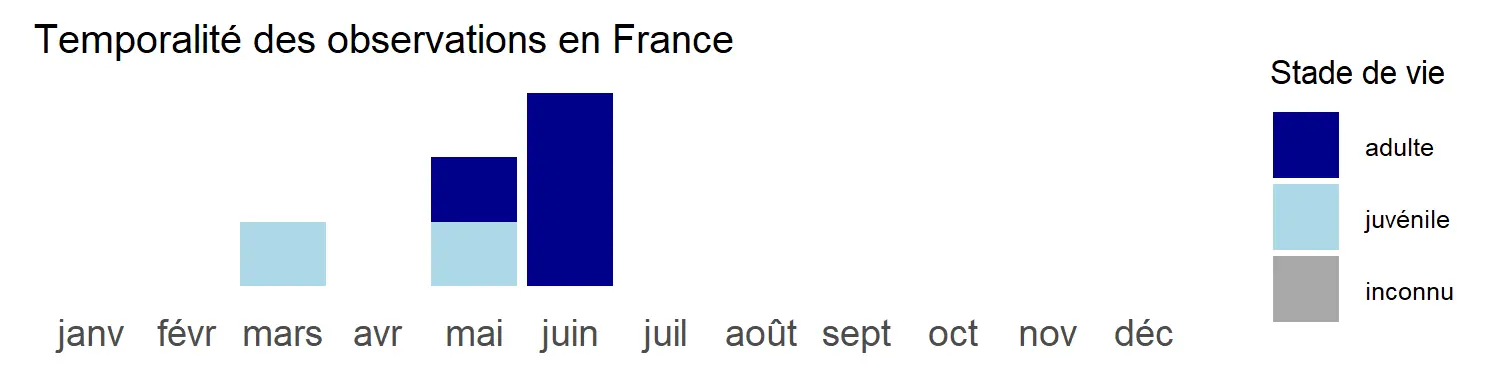 Temporalité des observations en France
Stade de vie
adulte
juvénile
inconnu
janv févr mars avr mai juin juil août sept oct nov déc